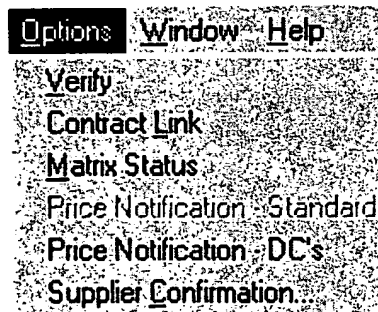 Options Window Help
Verify
Contract Link
Matrix Status
Price Notification - Standard
Price Notification - DC's
Supplier Confirmation...